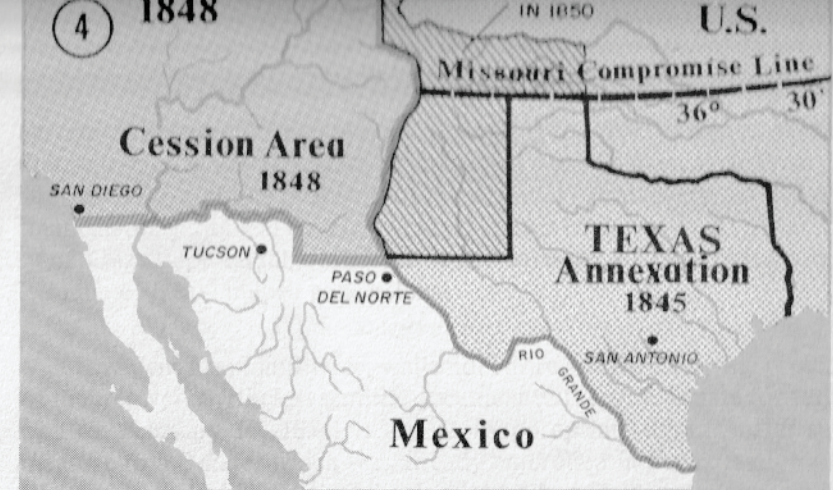 4
1848
IN 1850
U.S.
Missouri Compromise Line
36° 30'
Cession Area
1848
SAN DIEGO
TUCSON
PASO
DEL NORTE
TEXAS
Annexation
1845
SAN ANTONIO
RIO
GRANDE
Mexico